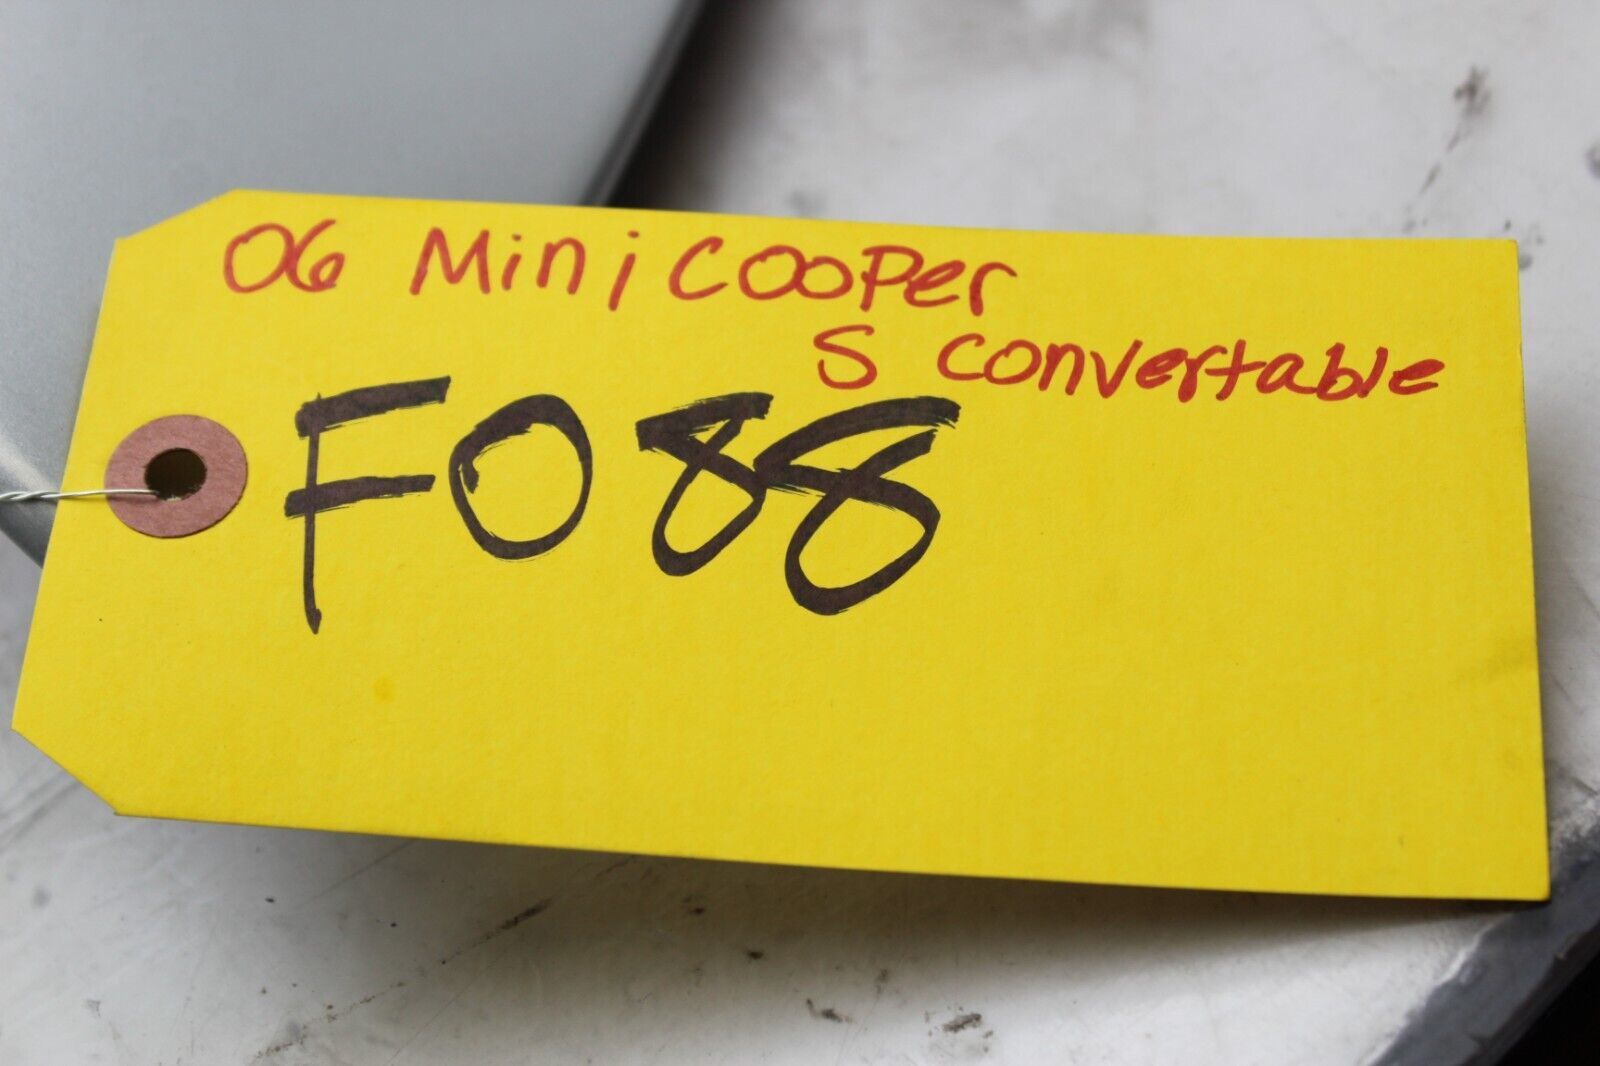 06 Mini Cooper
S Convertable
F088